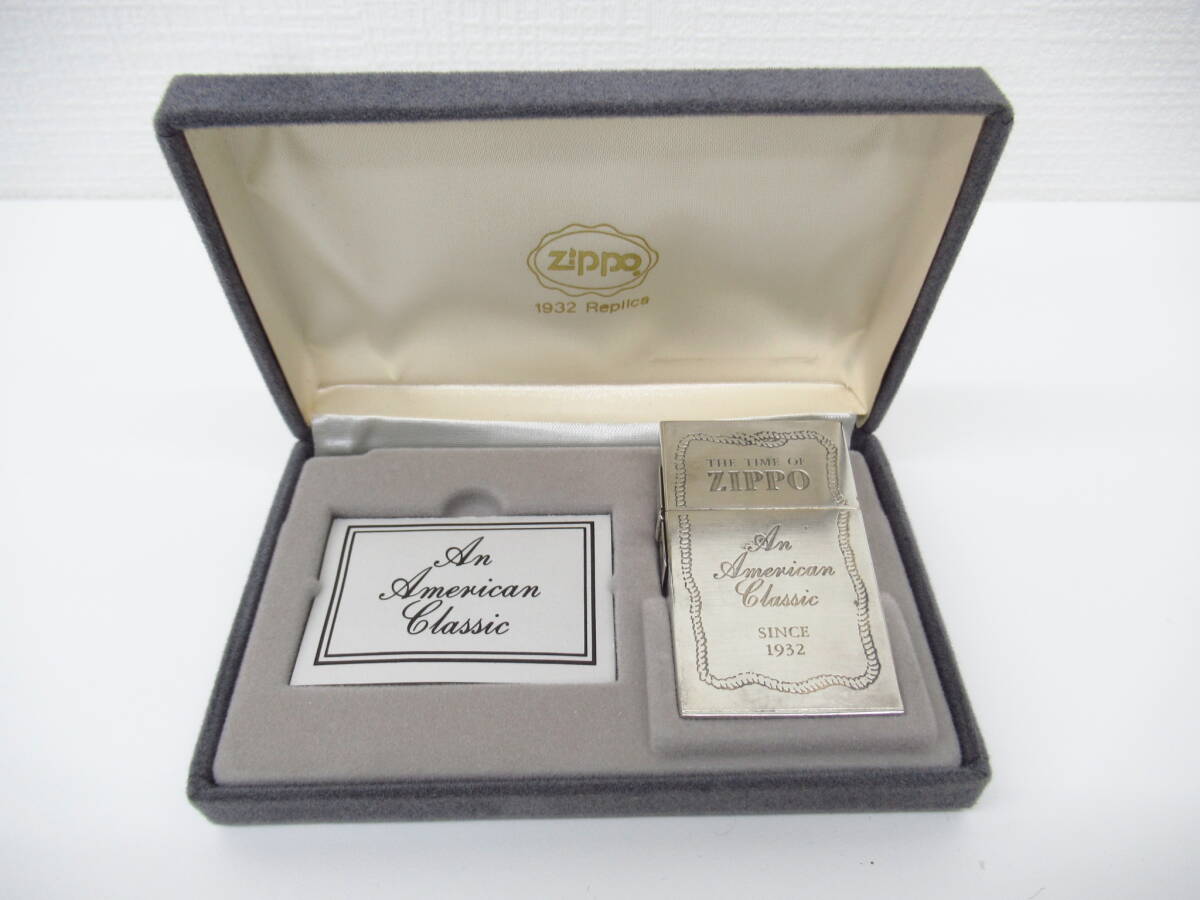 Zippo
1932 Replica
THE TIME OF
ZIPPO
An
American
Classic
SINCE
1932
An
American
Classic